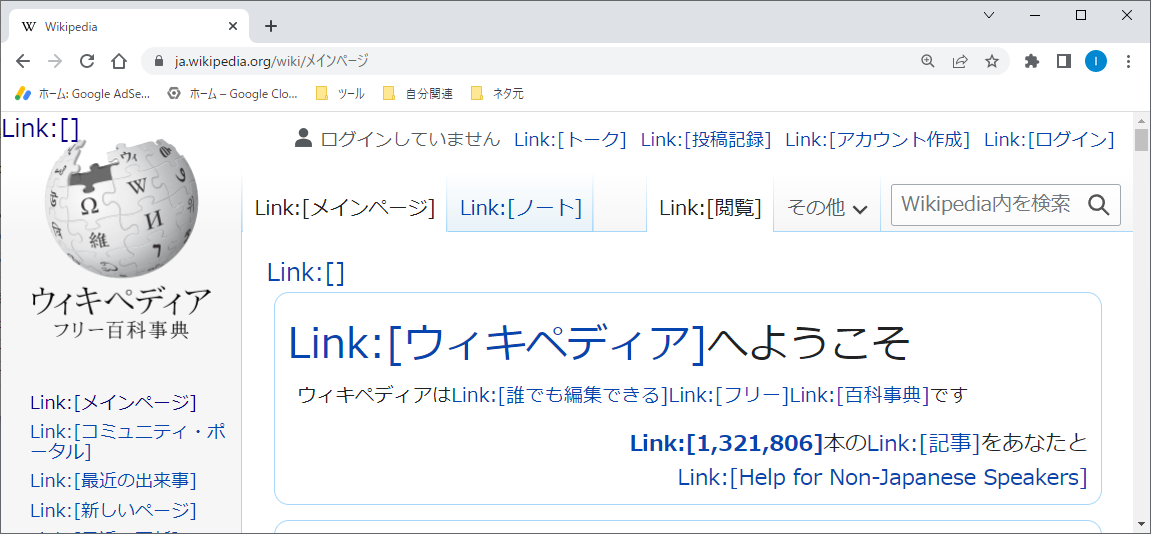 Wikipedia
ja.wikipedia.org/wiki/メインページ
ホーム: Google AdSe...
ホーム – Google Clo...
ツール
自分関連
ネタ元
Link:[]
ログインしていません Link:[トーク] Link:[投稿記録] Link:[アカウント作成] Link:[ログイン]
Link:[メインページ] Link:[ノート] Link:[閲覧] その他 Wikipedia内を検索
ウィキペディア
フリー百科事典
Link:[メインページ]
Link:[コミュニティ・ポ
ータル]
Link:[最近の出来事]
Link:[新しいページ]
Link:[]
Link:[ウィキペディア]へようこそ
ウィキペディアはLink:[誰でも編集できる]Link:[フリー]Link:[百科事典]です
Link:[1,321,806]本のLink:[記事]をあなたと
Link:[Help for Non-Japanese Speakers]